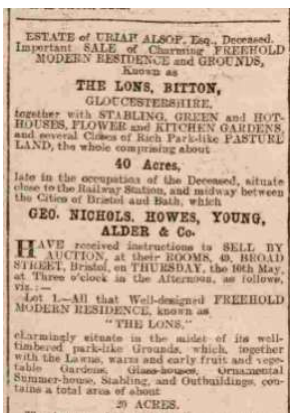 ESTATE of URIAH ALSOP, Esq., Deceased.
Important SALE of Charming FREEHOLD
MODERN RESIDENCE and GROUNDS,
Known as
THE LONS, BITTON,
GLOUCESTERSHIRE,
together with STABLING, GREEN and HOT-
HOUSES, FLOWER and KITCHEN GARDENS,
and several Closes of Rich Park-like PASTURE
LAND, the whole comprising about
40 Acres,
late in the occupation of the Deceased, situate
close to the Railway Station, and midway between
the Cities of Bristol and Bath, which
GEO. NICHOLS, HOWES, YOUNG,
ALDER & Co.
HAVE received instructions to SELL BY
AUCTION, at their ROOMS, 49, BROAD
STREET, Bristol, on THURSDAY, the 16th May,
at Three o'clock in the Afternoon, as follows,
viz.:—
Lot 1.—All that Well-designed FREEHOLD
MODERN RESIDENCE, known as
"THE LONS,"
charmingly situate in the midst of its well-
timbered park-like Grounds, which, together
with the Lawns, warm and early fruit and vege-
table Gardens, Glass-houses, Ornamental
Summer-house, Stabling, and Outbuildings, con-
tains a total area of about
20 ACRES.